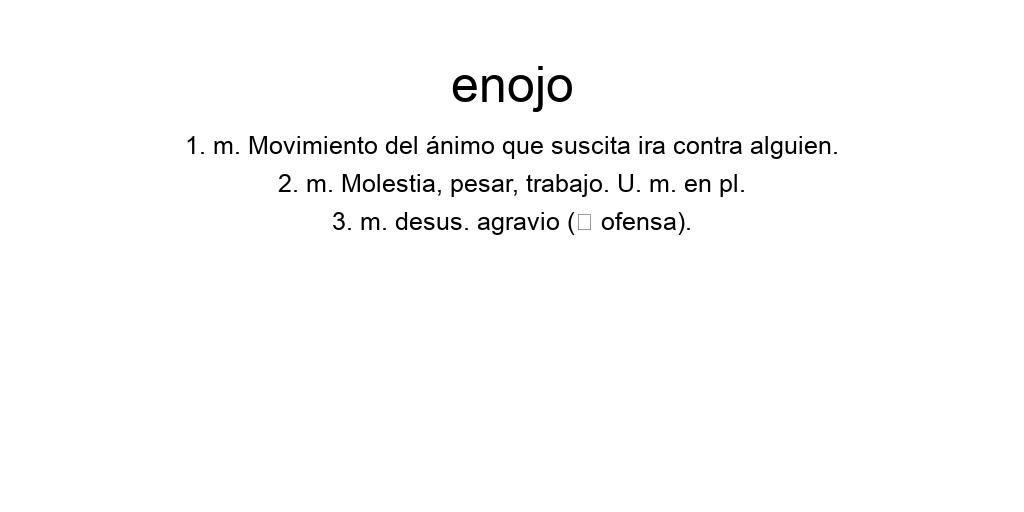 enojo
1. m. Movimiento del ánimo que suscita ira contra alguien.
2. m. Molestia, pesar, trabajo. U. m. en pl.
3. m. desus. agravio (□ ofensa).